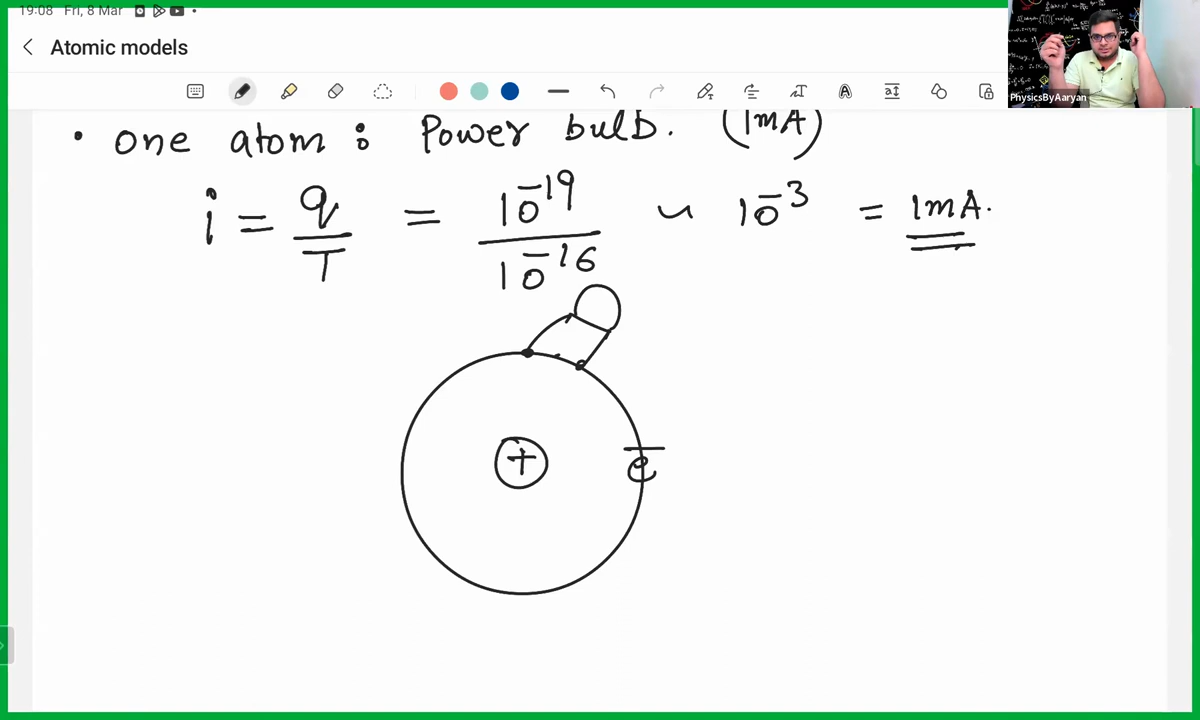 19:08 Fri, 8 Mar
Atomic models
PhysicsByAaryan
• one atom : Power bulb. (1mA)
i = q/T = 10^-19/10^-16 ~ 10^-3 = 1mA.
+
e^-